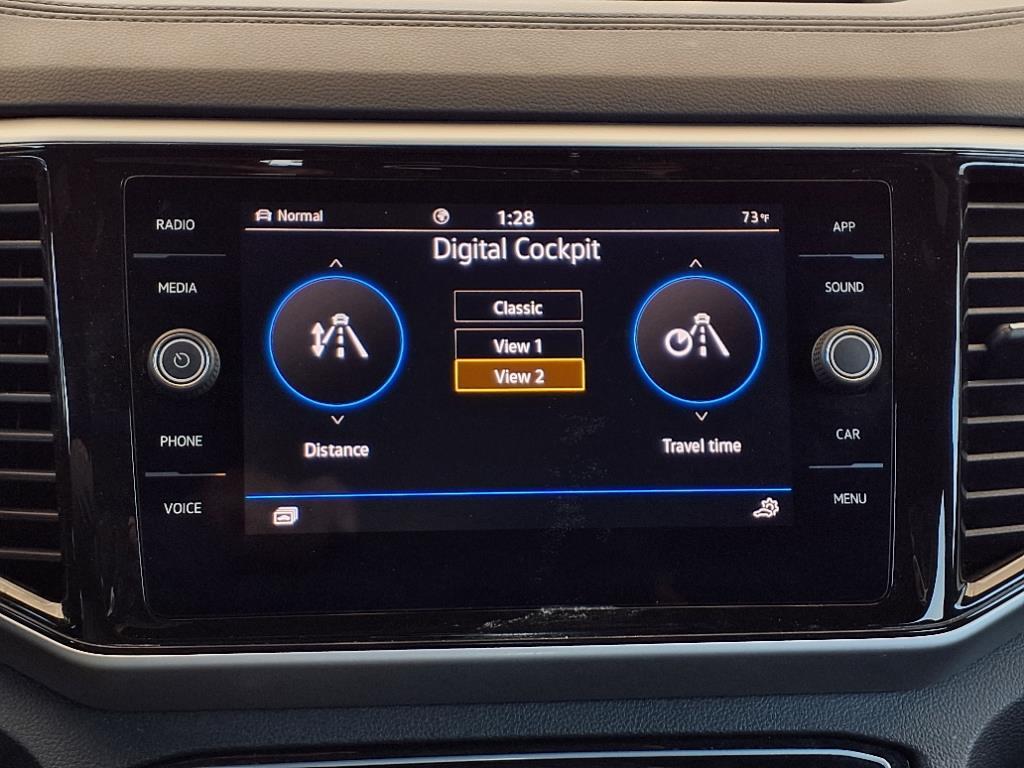 RADIO
MEDIA
PHONE
VOICE
Normal
1:28
73°F
Digital Cockpit
Classic
View 1
View 2
Distance
Travel time
APP
SOUND
CAR
MENU